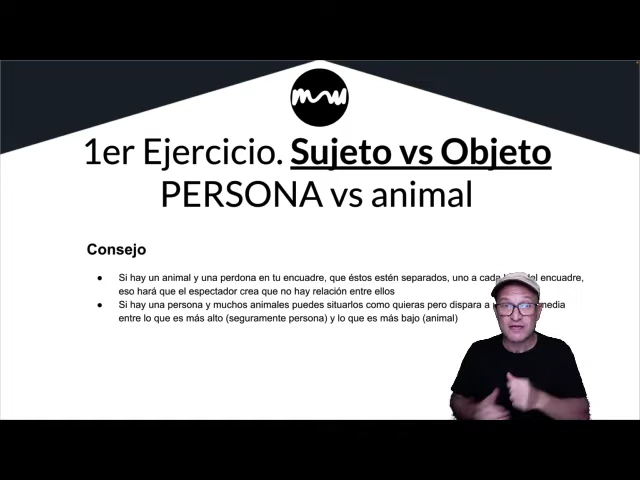 1er Ejercicio. Sujeto vs Objeto
PERSONA vs animal
Consejo
Si hay un animal y una perdona en tu encuadre, que éstos estén separados, uno a cada del encuadre,
eso hará que el espectador crea que no hay relación entre ellos
Si hay una persona y muchos animales puedes situarlos como quieras pero dispara a media
entre lo que es más alto (seguramente persona) y lo que es más bajo (animal)